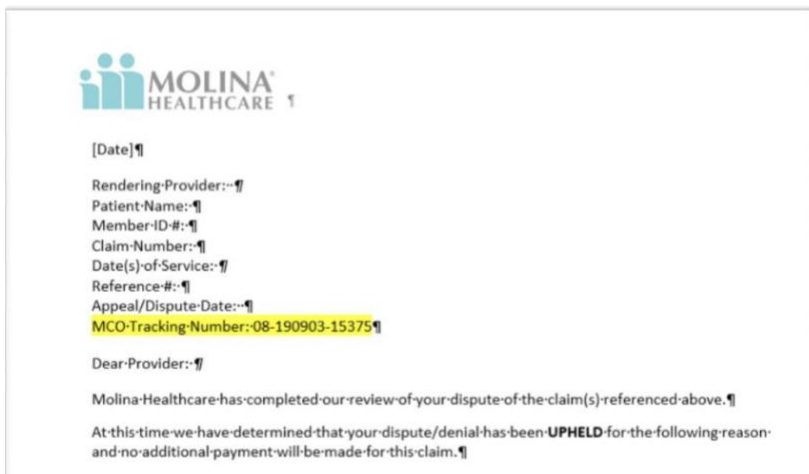 MOLINA®
HEALTHCARE ¶
[Date]¶
Rendering·Provider:··¶
Patient·Name:·¶
Member·ID·#:·¶
Claim·Number:·¶
Date(s)·of·Service:·¶
Reference·#:·¶
Appeal/Dispute·Date:··¶
MCO·Tracking·Number:·08-190903-15375¶
Dear·Provider:·¶
Molina·Healthcare·has·completed·our·review·of·your·dispute·of·the·claim(s)·referenced·above.¶
At·this·time·we·have·determined·that·your·dispute/denial·has·been·UPHELD·for·the·following·reason·
and·no·additional·payment·will·be·made·for·this·claim.¶